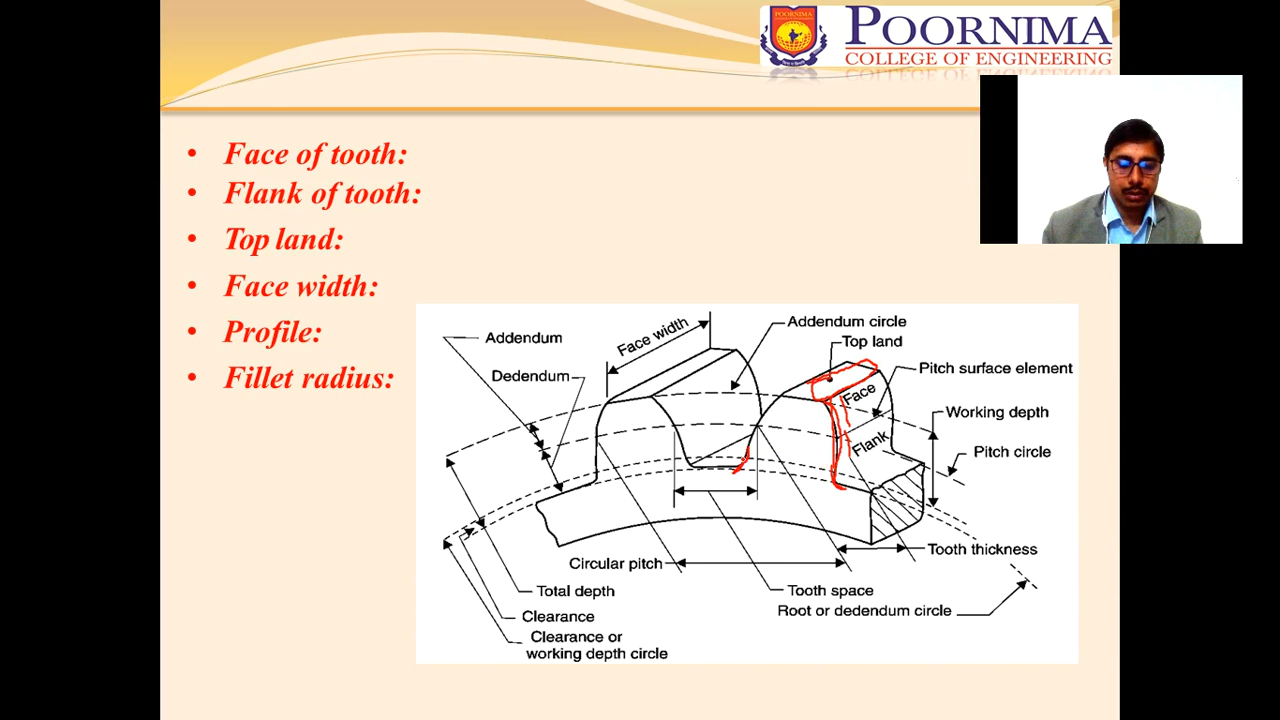 POORNIMA
COLLEGE OF ENGINEERING
• Face of tooth:
• Flank of tooth:
• Top land:
• Face width:
• Profile:
• Fillet radius:
Face width
Addendum circle
Addendum
Top land
Dedendum
Pitch surface element
Face
Working depth
Flank
Pitch circle
Tooth thickness
Circular pitch
Total depth
Tooth space
Root or dedendum circle
Clearance
Clearance or
working depth circle